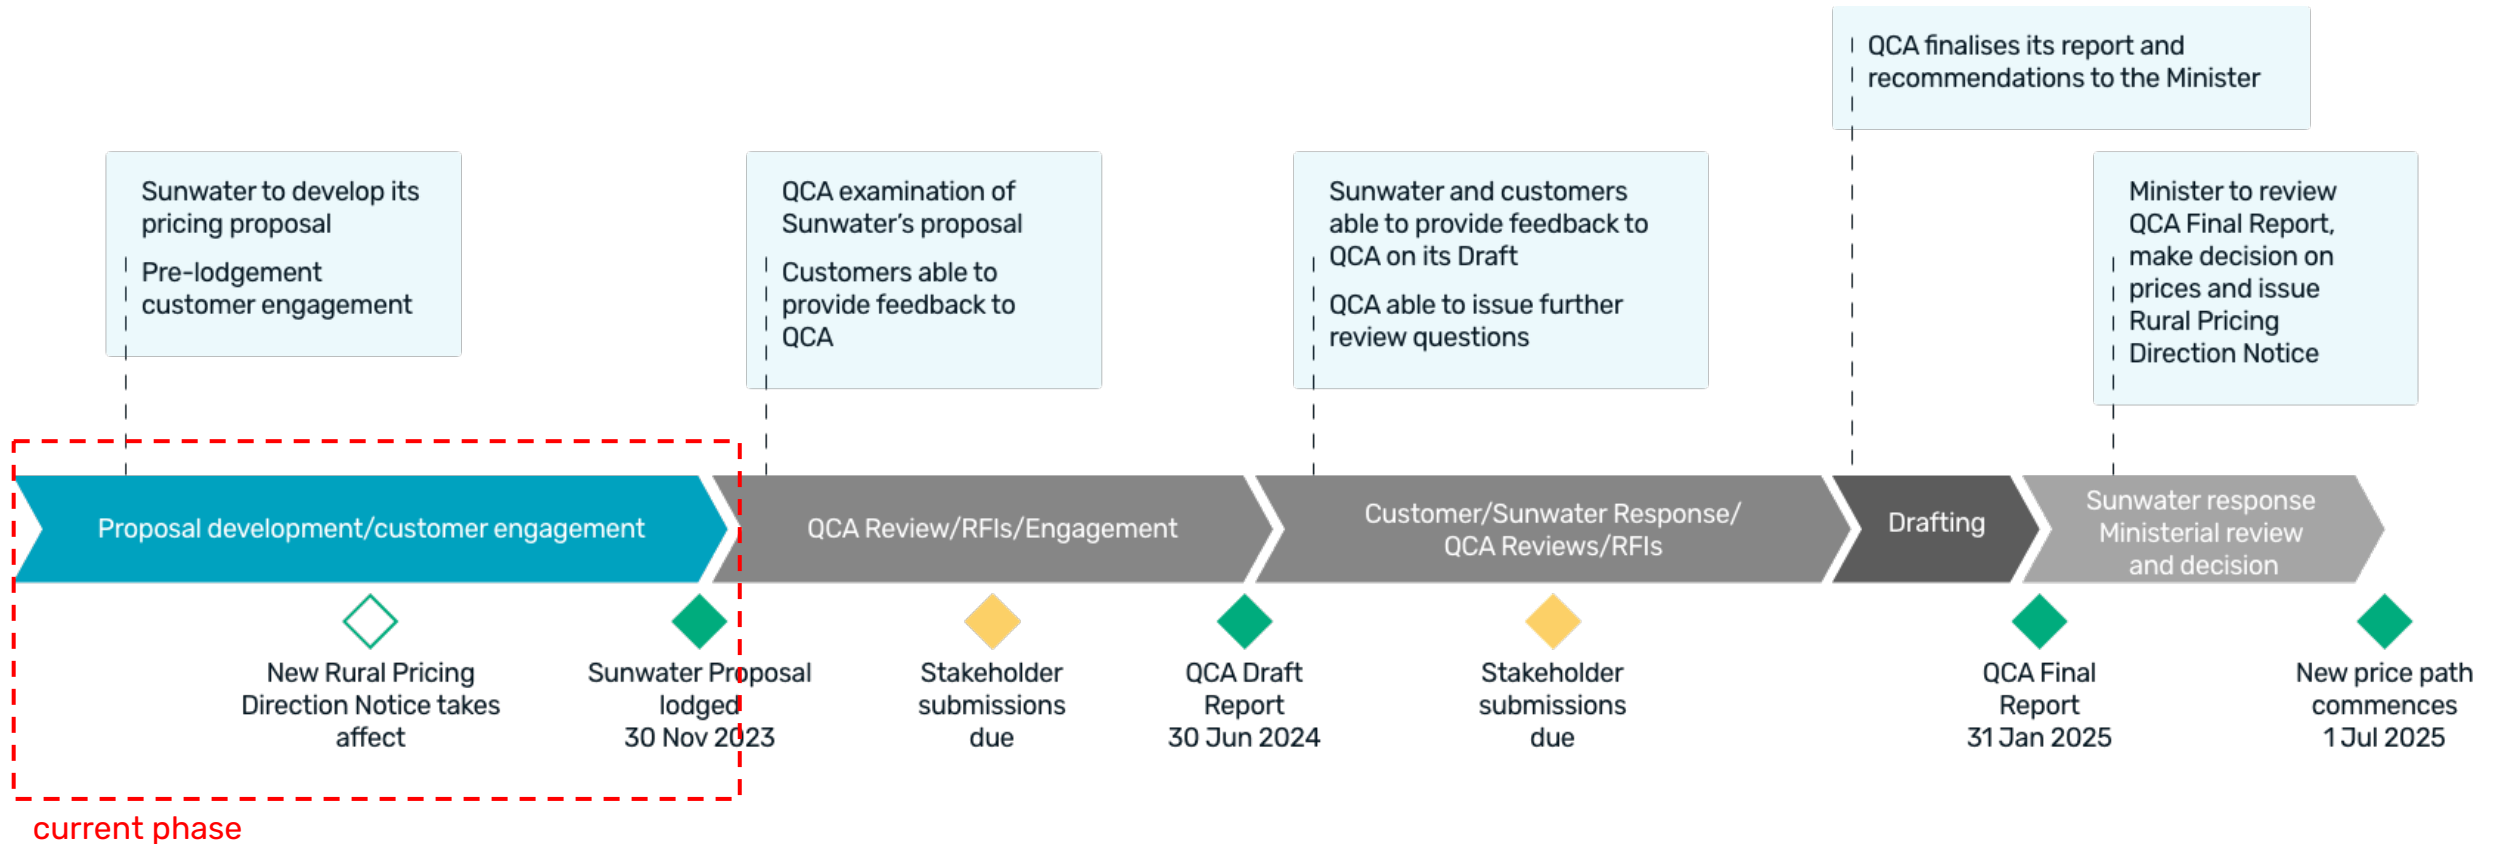 QCA finalises its report and
recommendations to the Minister
Sunwater to develop its
pricing proposal
Pre-lodgement
customer engagement
QCA examination of
Sunwater's proposal
Customers able to
provide feedback to
QCA
Sunwater and customers
able to provide feedback to
QCA on its Draft
QCA able to issue further
review questions
Minister to review
QCA Final Report,
make decision on
prices and issue
Rural Pricing
Direction Notice
Proposal development/customer engagement
QCA Review/RFIs/Engagement
Customer/Sunwater Response/
QCA Reviews/RFIs
Drafting
Sunwater response
Ministerial review
and decision
New Rural Pricing
Direction Notice takes
affect
Sunwater Proposal
lodged
30 Nov 2023
Stakeholder
submissions
due
QCA Draft
Report
30 Jun 2024
Stakeholder
submissions
due
QCA Final
Report
31 Jan 2025
New price path
commences
1 Jul 2025
current phase